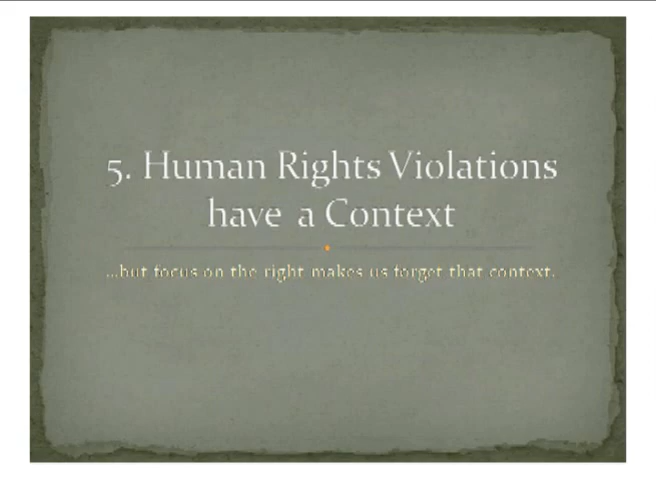 5. Human Rights Violations
have a Context
...but focus on the right makes us forget that context.